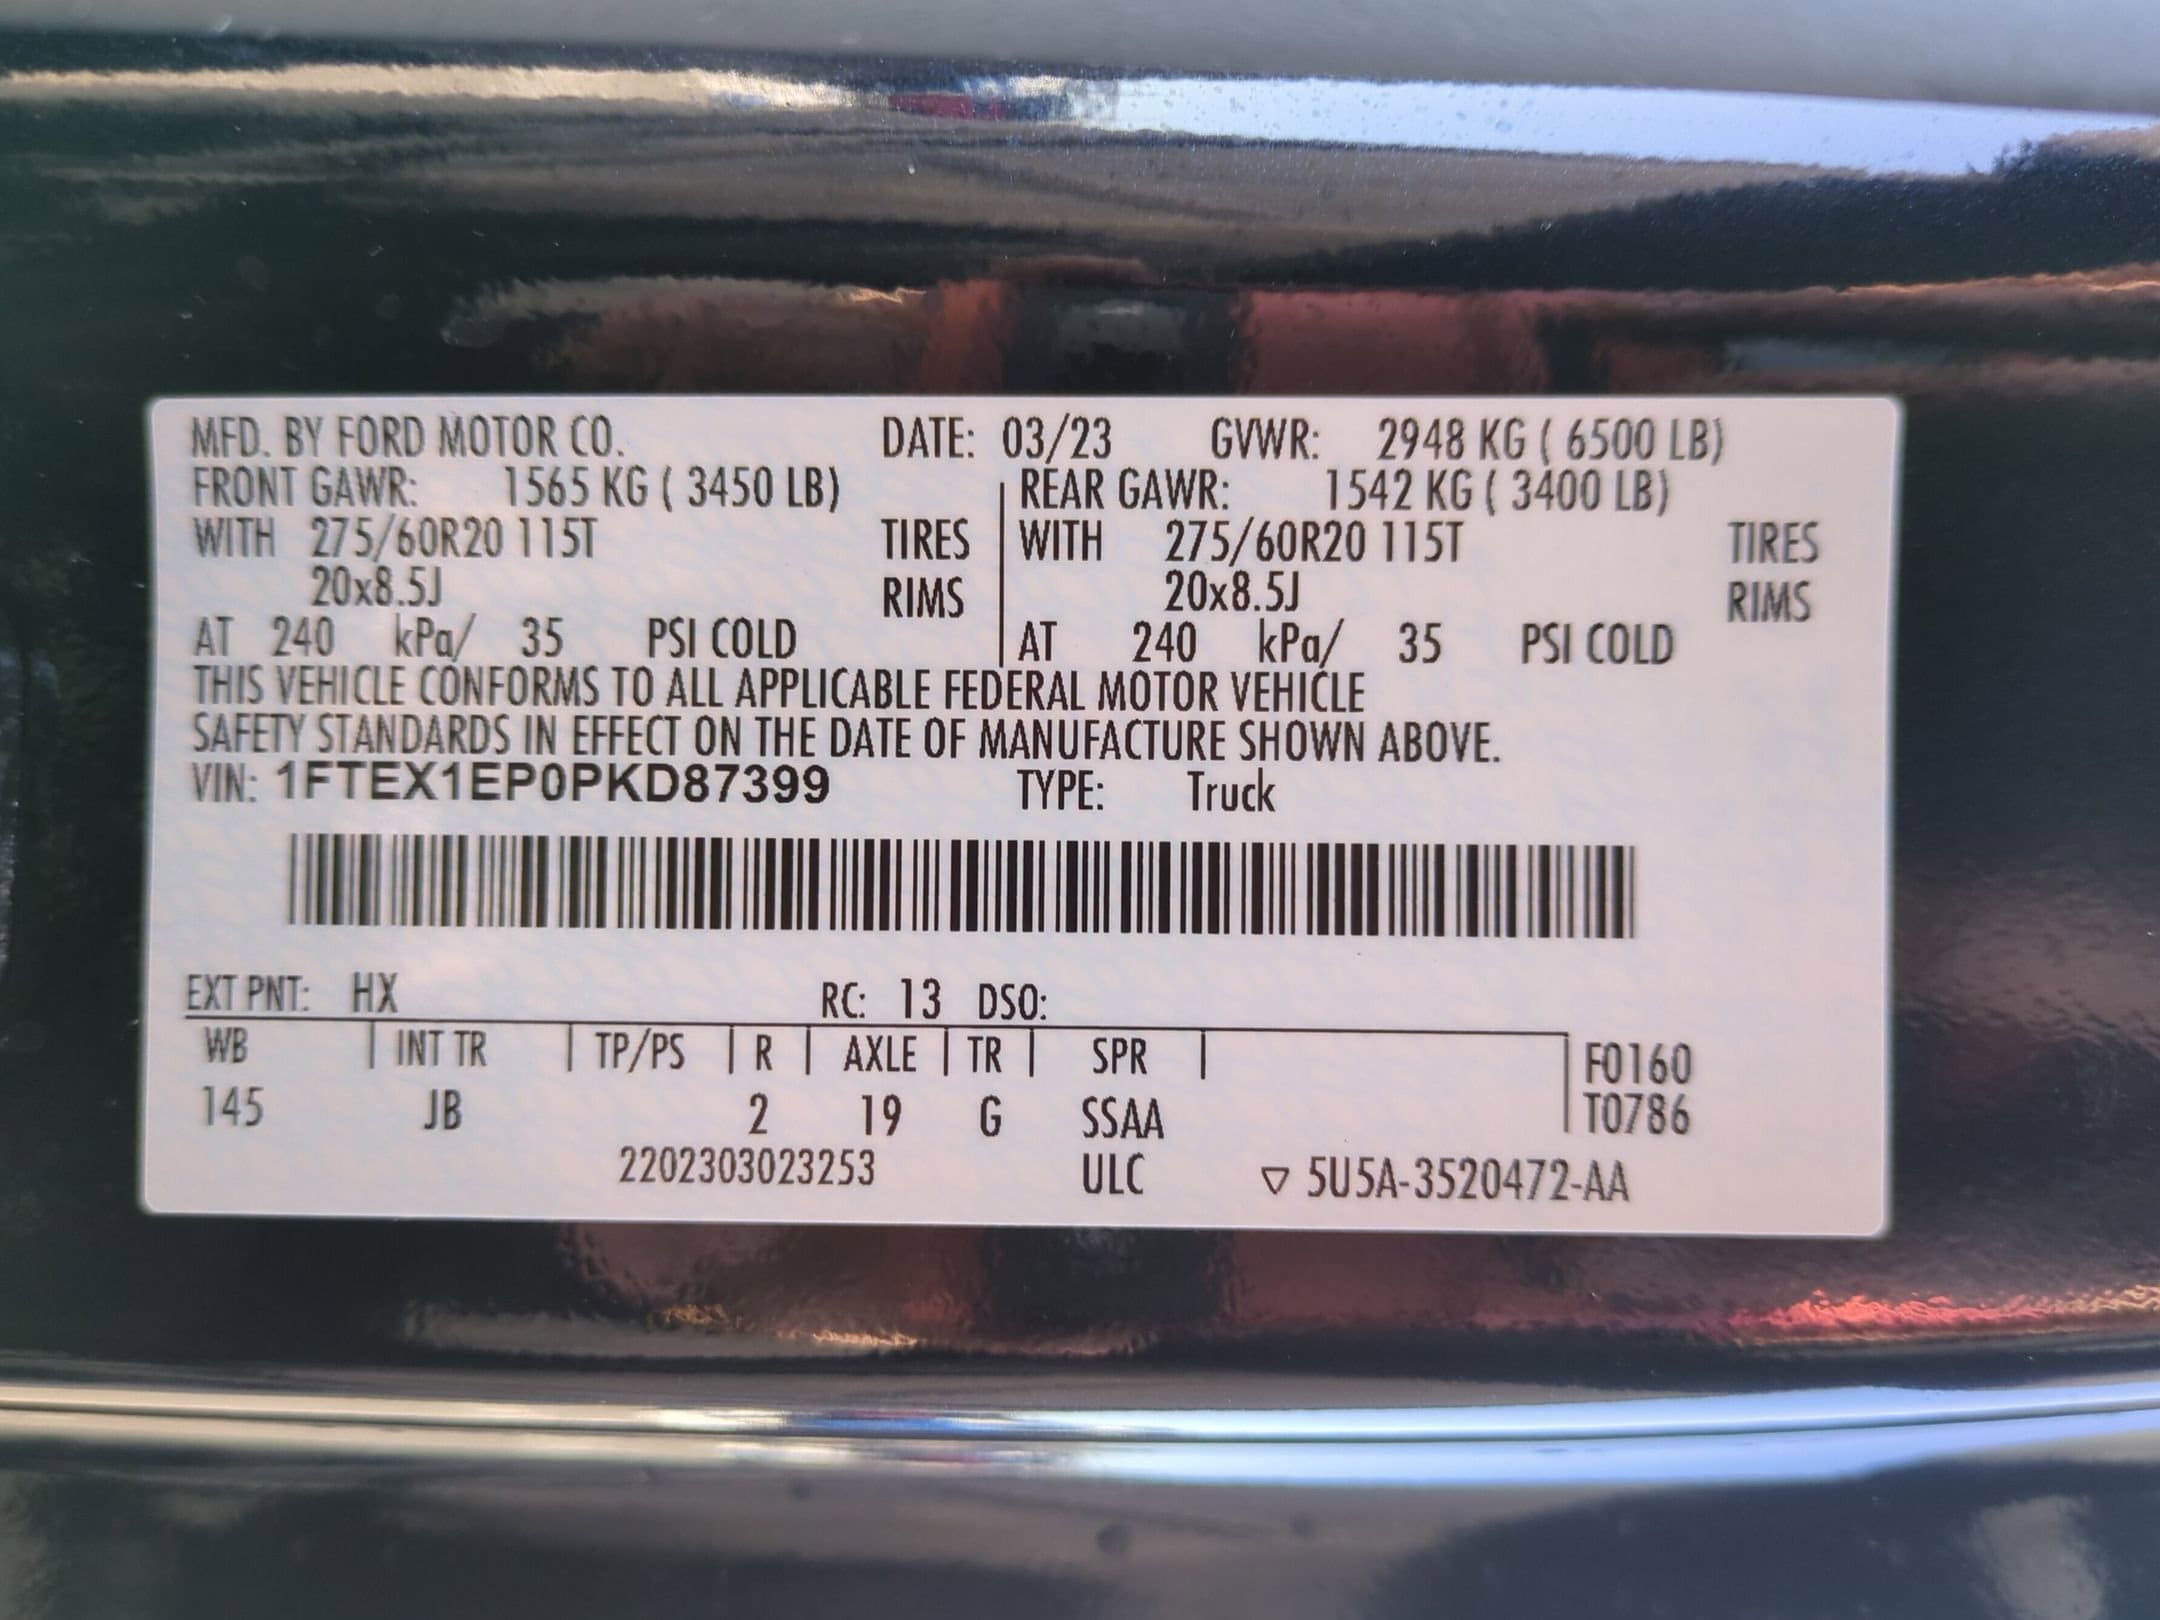 MFD. BY FORD MOTOR CO. DATE: 03/23 GVWR: 2948 KG ( 6500 LB)
FRONT GAWR: 1565 KG ( 3450 LB) REAR GAWR: 1542 KG ( 3400 LB)
WITH 275/60R20 115T TIRES WITH 275/60R20 115T TIRES
20x8.5J RIMS 20x8.5J RIMS
AT 240 kPa/ 35 PSI COLD AT 240 kPa/ 35 PSI COLD
THIS VEHICLE CONFORMS TO ALL APPLICABLE FEDERAL MOTOR VEHICLE
SAFETY STANDARDS IN EFFECT ON THE DATE OF MANUFACTURE SHOWN ABOVE.
VIN: 1FTEX1EP0PKD87399 TYPE: Truck
EXT PNT: HX RC: 13 DSO:
WB INT TR TP/PS R AXLE TR SPR F0160
145 JB 2 19 G SSAA T0786
2202303023253 ULC ▽ 5U5A-3520472-AA